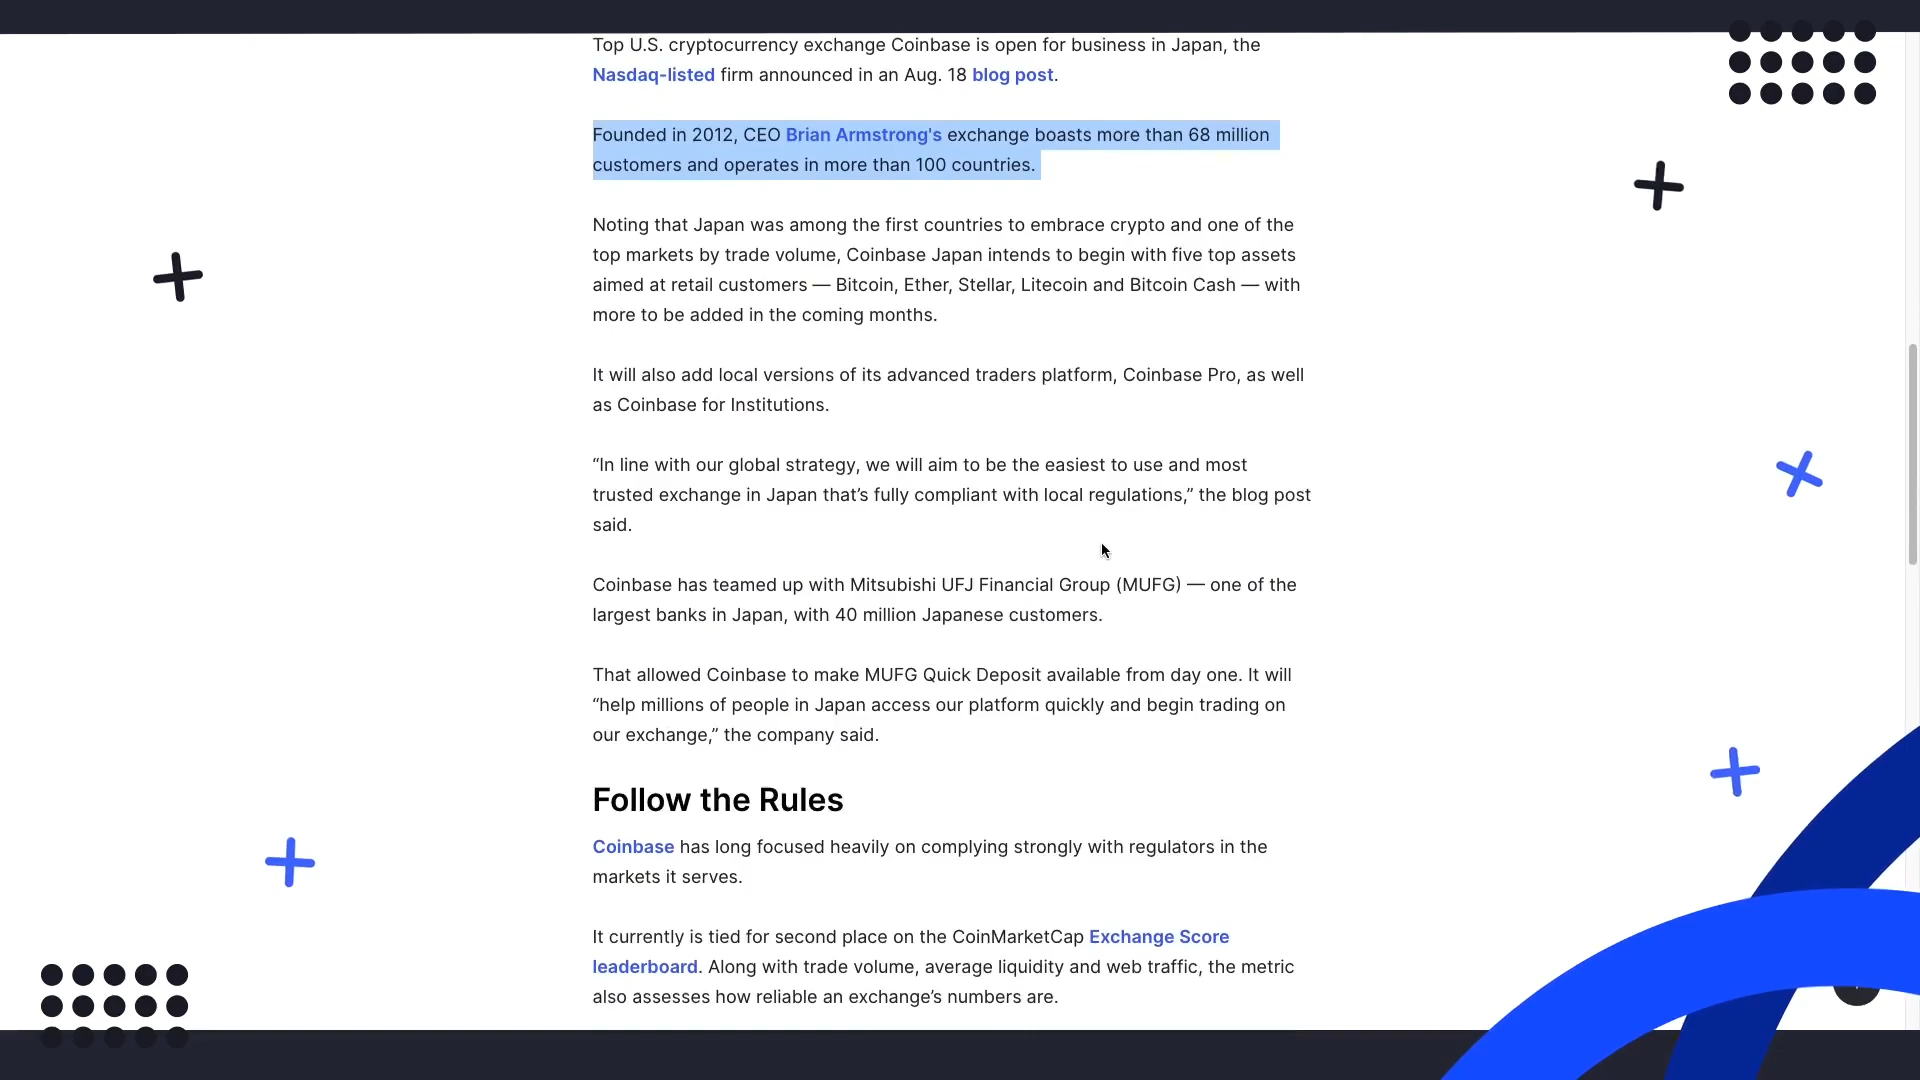 Top U.S. cryptocurrency exchange Coinbase is open for business in Japan, the
Nasdaq-listed firm announced in an Aug. 18 blog post.
Founded in 2012, CEO Brian Armstrong's exchange boasts more than 68 million
customers and operates in more than 100 countries.
Noting that Japan was among the first countries to embrace crypto and one of the
top markets by trade volume, Coinbase Japan intends to begin with five top assets
aimed at retail customers — Bitcoin, Ether, Stellar, Litecoin and Bitcoin Cash — with
more to be added in the coming months.
It will also add local versions of its advanced traders platform, Coinbase Pro, as well
as Coinbase for Institutions.
“In line with our global strategy, we will aim to be the easiest to use and most
trusted exchange in Japan that’s fully compliant with local regulations,” the blog post
said.
Coinbase has teamed up with Mitsubishi UFJ Financial Group (MUFG) — one of the
largest banks in Japan, with 40 million Japanese customers.
That allowed Coinbase to make MUFG Quick Deposit available from day one. It will
“help millions of people in Japan access our platform quickly and begin trading on
our exchange,” the company said.
Follow the Rules
Coinbase has long focused heavily on complying strongly with regulators in the
markets it serves.
It currently is tied for second place on the CoinMarketCap Exchange Score
leaderboard. Along with trade volume, average liquidity and web traffic, the metric
also assesses how reliable an exchange’s numbers are.